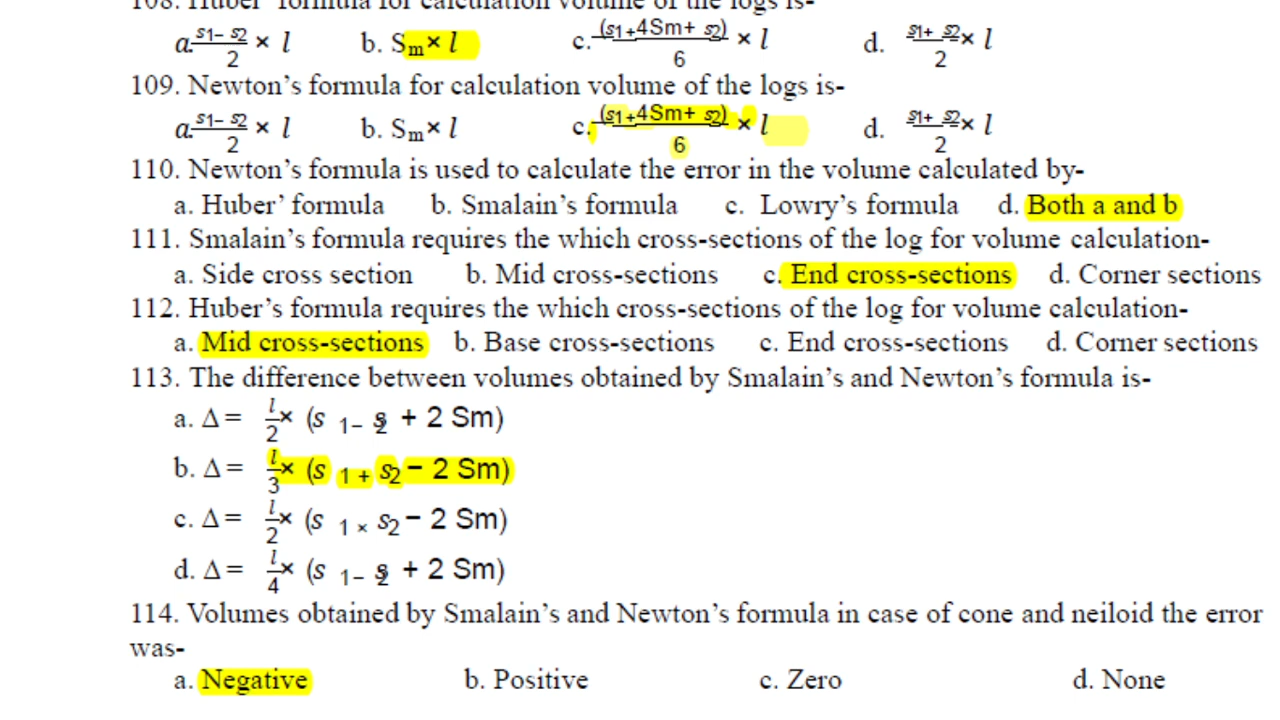 108. Huber' formula for calculation volume of the logs is-
a. s1– s2/2 × l b. Sm× l c. (s1+4Sm+ s2)/6 × l d. s1+ s2/2 × l
109. Newton’s formula for calculation volume of the logs is-
a. s1– s2/2 × l b. Sm× l c. (s1+4Sm+ s2)/6 × l d. s1+ s2/2 × l
110. Newton’s formula is used to calculate the error in the volume calculated by-
a. Huber’ formula b. Smalain’s formula c. Lowry’s formula d. Both a and b
111. Smalain’s formula requires the which cross-sections of the log for volume calculation-
a. Side cross section b. Mid cross-sections c. End cross-sections d. Corner sections
112. Huber’s formula requires the which cross-sections of the log for volume calculation-
a. Mid cross-sections b. Base cross-sections c. End cross-sections d. Corner sections
113. The difference between volumes obtained by Smalain’s and Newton’s formula is-
a. Δ= l/2 × (s 1– s2 + 2 Sm)
b. Δ= l/3 × (s 1 + s2 – 2 Sm)
c. Δ= l/2 × (s 1 × s2 – 2 Sm)
d. Δ= l/4 × (s 1– s2 + 2 Sm)
114. Volumes obtained by Smalain’s and Newton’s formula in case of cone and neiloid the error
was-
a. Negative b. Positive c. Zero d. None